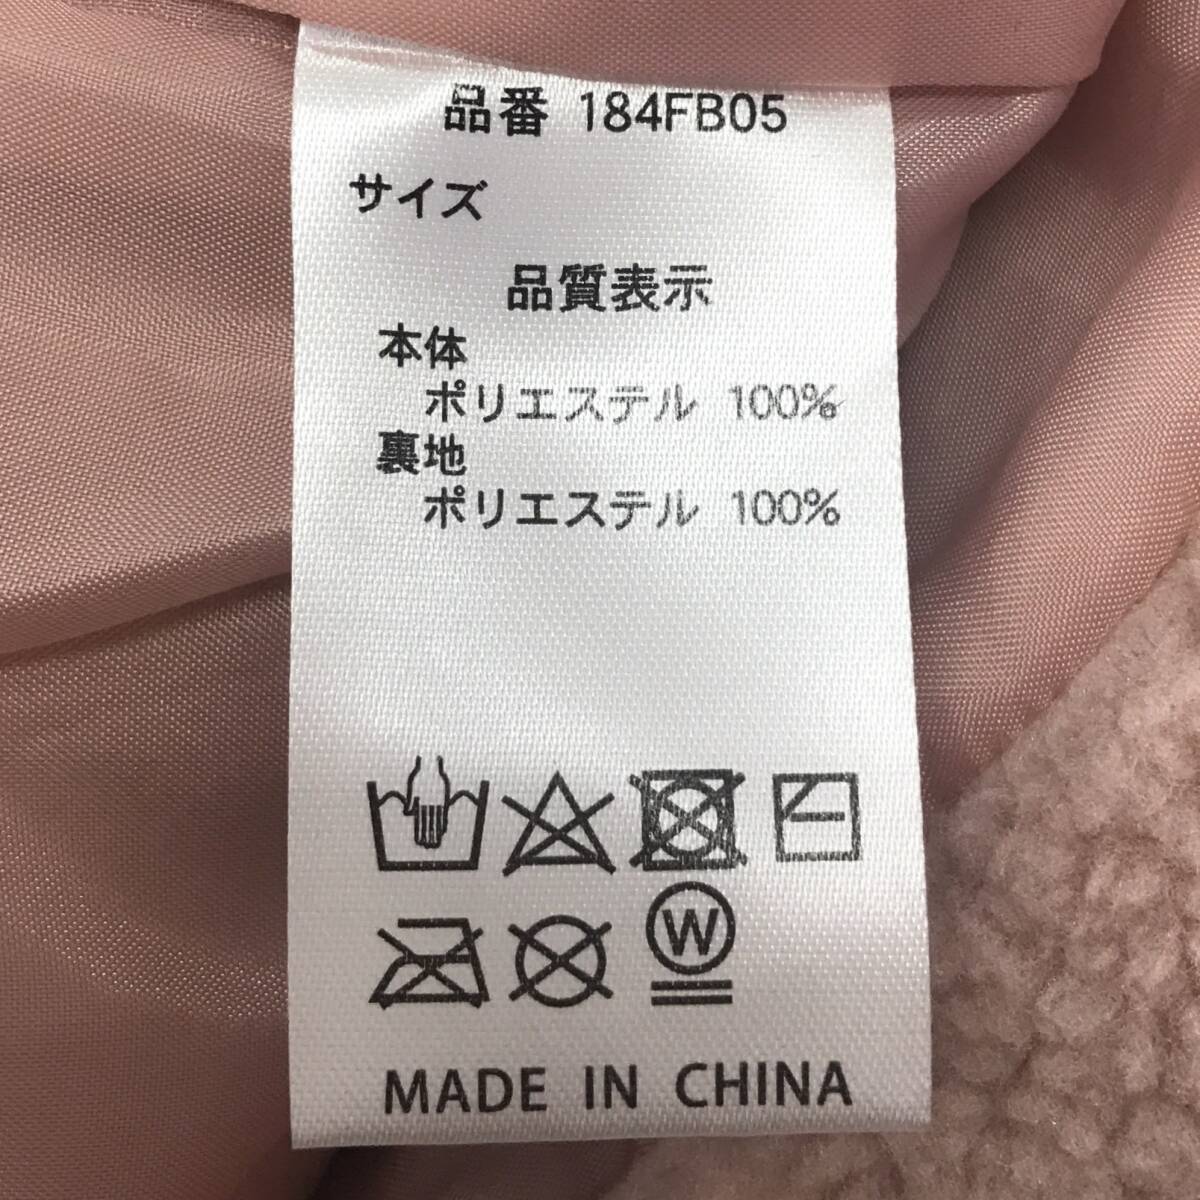 品番 184FB05
サイズ
品質表示
本体
ポリエステル 100%
裏地
ポリエステル 100%
W
MADE IN CHINA